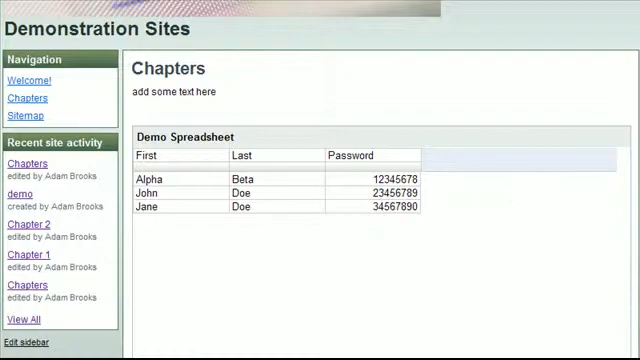 Demonstration Sites
Navigation
Welcome!
Chapters
Sitemap
Recent site activity
Chapters
edited by Adam Brooks
demo
created by Adam Brooks
Chapter 2
edited by Adam Brooks
Chapter 1
edited by Adam Brooks
Chapters
edited by Adam Brooks
View All
Edit sidebar
Chapters
add some text here
Demo Spreadsheet
First Last Password
Alpha Beta 12345678
John Doe 23456789
Jane Doe 34567890